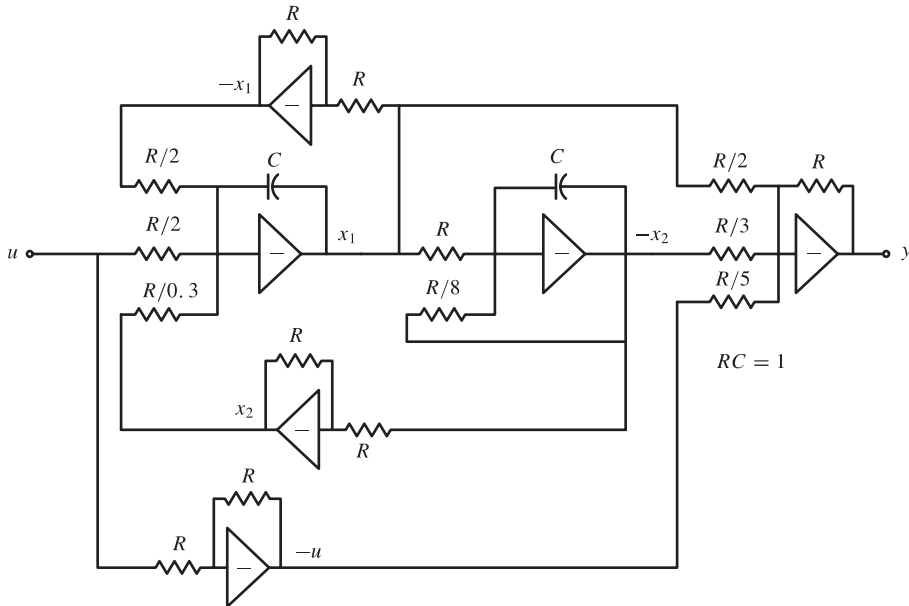 R
−x₁
R
R/2
C
R/2
x₁
R
C
−x₂
R/2
R
R/3
u
y
R/0.3
R/8
R/5
RC = 1
R
x₂
R
R
R
−u
−
−
−
−
−
−